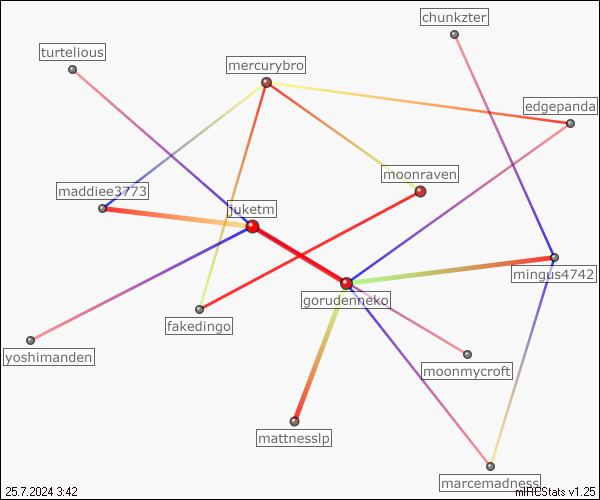 chunkzter
turtelious
mercurybro
edgepanda
moonraven
maddiee3773
juketm
mingus4742
gorudenneko
fakedingo
yoshimanden
moonmycroft
mattnesslp
marcemadness
25.7.2024 3:42
mIRCStats v1.25